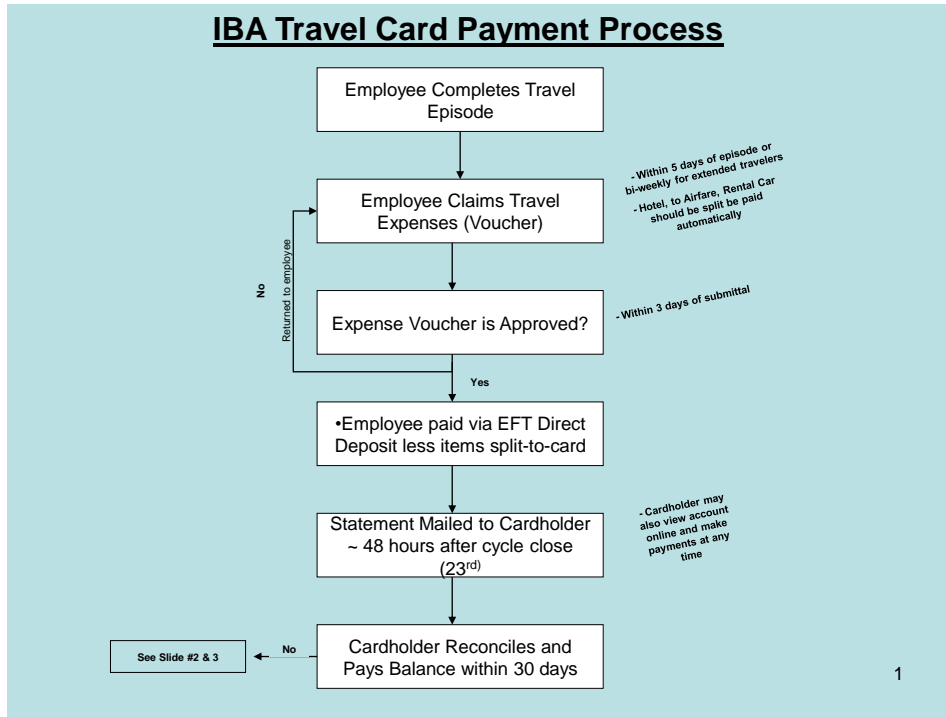 IBA Travel Card Payment Process
Employee Completes Travel
Episode
- Within 5 days of episode or
bi-weekly for extended travelers
- Hotel, to Airfare, Rental Car
should be split be paid
automatically
Employee Claims Travel
Expenses (Voucher)
No
Returned to employee
Expense Voucher is Approved?
- Within 3 days of submittal
Yes
•Employee paid via EFT Direct
Deposit less items split-to-card
Statement Mailed to Cardholder
~ 48 hours after cycle close
(23rd)
- Cardholder may
also view account
online and make
payments at any
time
Cardholder Reconciles and
Pays Balance within 30 days
No
See Slide #2 & 3
1